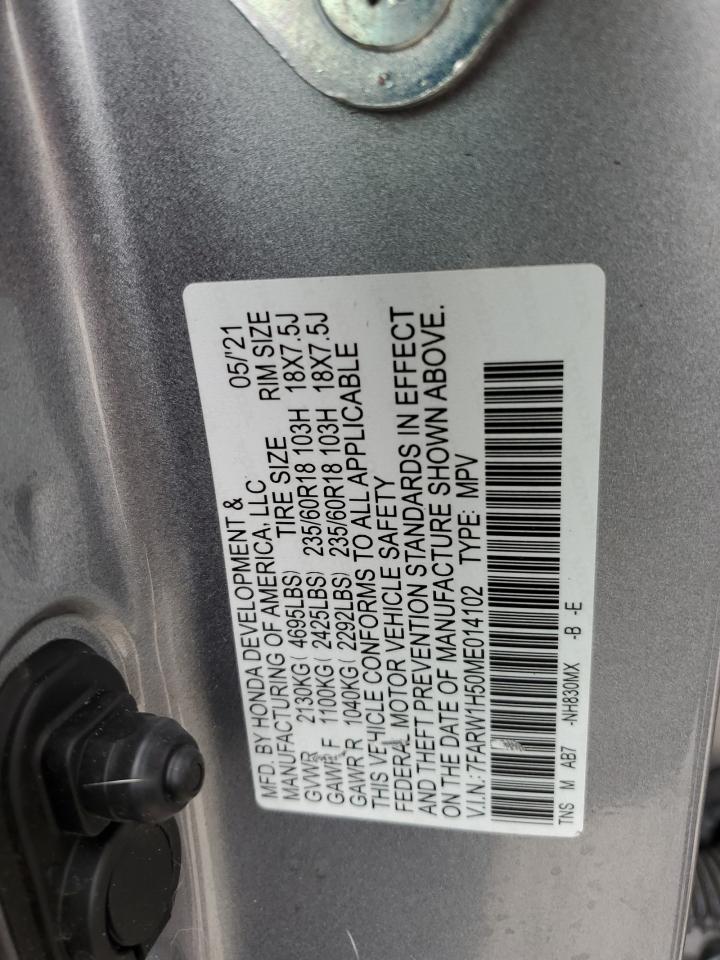 MFD. BY HONDA DEVELOPMENT &
MANUFACTURING OF AMERICA, LLC 05/'21
TIRE SIZE RIM SIZE
GVWR 2130KG( 4695LBS)
GAWR F 1100KG( 2425LBS) 235/60R18 103H 18X7.5J
GAWR R 1040KG( 2292LBS) 235/60R18 103H 18X7.5J
THIS VEHICLE CONFORMS TO ALL APPLICABLE
FEDERAL MOTOR VEHICLE SAFETY
AND THEFT PREVENTION STANDARDS IN EFFECT
ON THE DATE OF MANUFACTURE SHOWN ABOVE.
V.I.N.: 7FARW1H50ME014102 TYPE: MPV
TNS M AB7 -NH830MX -B -E